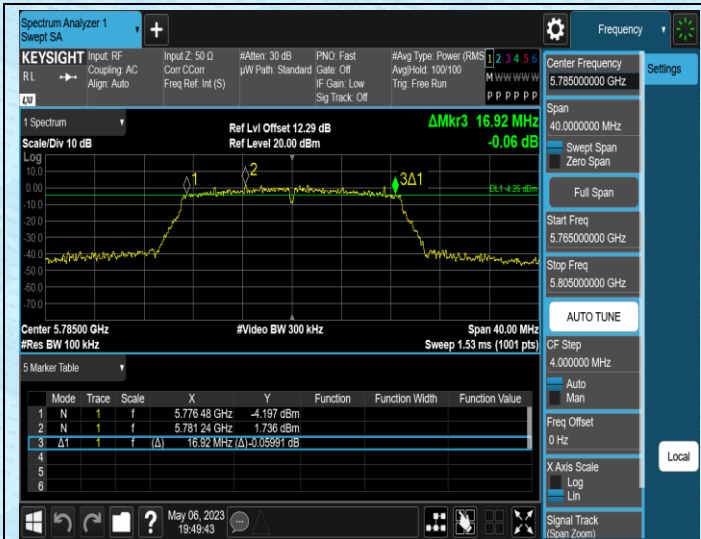 Spectrum Analyzer 1
Swept SA
+
Frequency
KEYSIGHT
RL
LXI
Input: RF
Coupling: AC
Align: Auto
Input Z: 50 Ω
Corr CCorr
Freq Ref: Int (S)
#Atten: 30 dB
µW Path: Standard
PNO: Fast
Gate: Off
IF Gain: Low
Sig Track: Off
#Avg Type: Power (RMS
Avg|Hold: 100/100
Trig: Free Run
1 2 3 4 5 6
M W W W W W
P P P P P P
1 Spectrum
Scale/Div 10 dB
Ref Lvl Offset 12.29 dB
Ref Level 20.00 dBm
ΔMkr3 16.92 MHz
-0.06 dB
Log
10.0
0.00
-10.0
-20.0
-30.0
-40.0
-50.0
-60.0
-70.0
1
2
3Δ1
DL1 -4.26 dBm
Center 5.78500 GHz
#Video BW 300 kHz
Span 40.00 MHz
#Res BW 100 kHz
Sweep 1.53 ms (1001 pts)
5 Marker Table
Mode Trace Scale X Y Function Function Width Function Value
1 N 1 f 5.776 48 GHz -4.197 dBm
2 N 1 f 5.781 24 GHz 1.736 dBm
3 Δ1 1 f (Δ) 16.92 MHz (Δ) -0.05991 dB
4
5
6
May 06, 2023
19:49:43
Center Frequency
5.785000000 GHz
Span
40.0000000 MHz
Swept Span
Zero Span
Full Span
Start Freq
5.765000000 GHz
Stop Freq
5.805000000 GHz
AUTO TUNE
CF Step
4.000000 MHz
Auto
Man
Freq Offset
0 Hz
X Axis Scale
Log
Lin
Signal Track
(Span Zoom)
Settings
Local